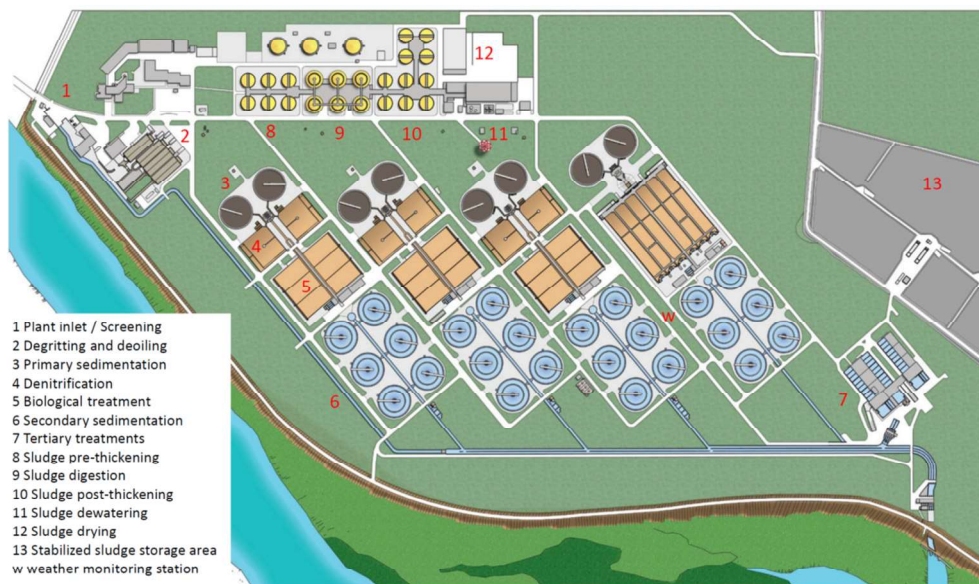 12
1
2
8
9
10
11
3
13
4
5
w
6
7
1 Plant inlet / Screening
2 Degritting and deoiling
3 Primary sedimentation
4 Denitrification
5 Biological treatment
6 Secondary sedimentation
7 Tertiary treatments
8 Sludge pre-thickening
9 Sludge digestion
10 Sludge post-thickening
11 Sludge dewatering
12 Sludge drying
13 Stabilized sludge storage area
w weather monitoring station